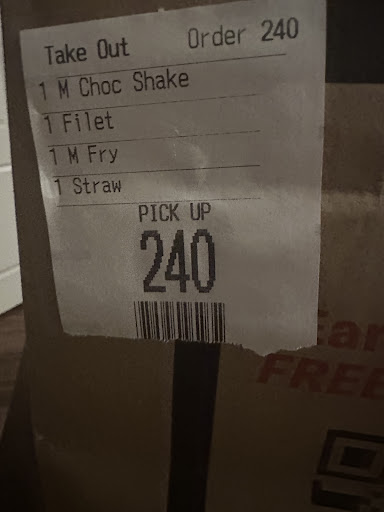 Take Out Order 240
1 M Choc Shake
1 Filet
1 M Fry
1 Straw
PICK UP
240
FREE